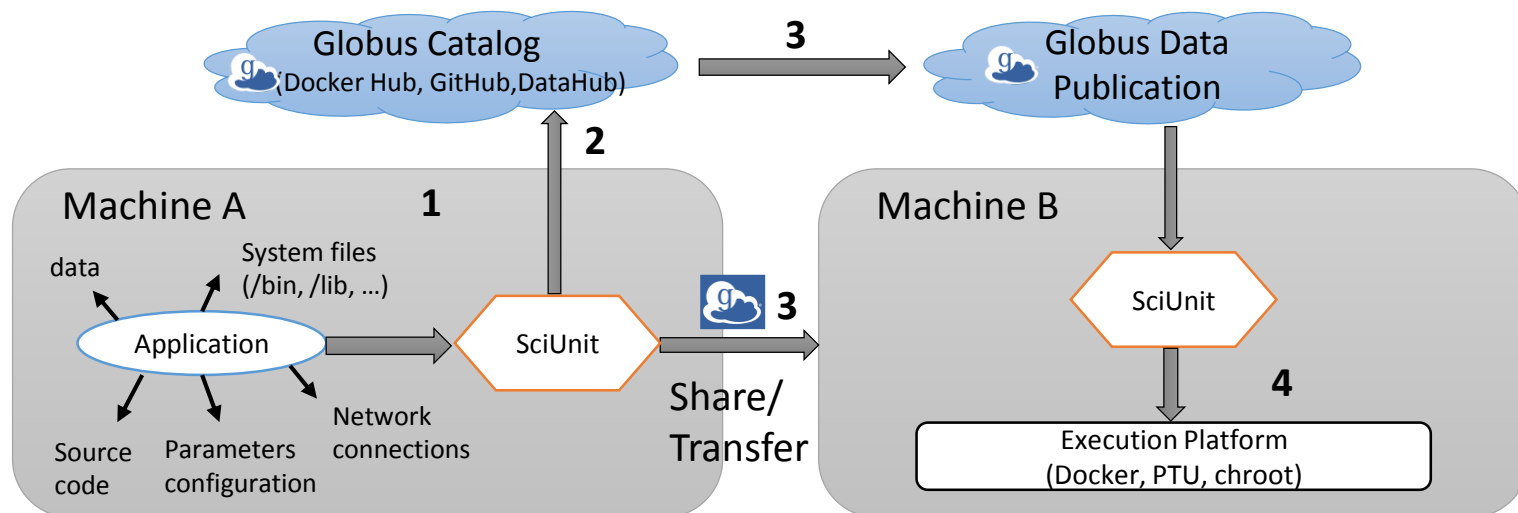 Globus Catalog
(Docker Hub, GitHub,DataHub)
g
3
Globus Data
Publication
g
2
Machine A
1
data
System files
(/bin, /lib, …)
Application
SciUnit
Source
code
Parameters
configuration
Network
connections
g
3
Share/
Transfer
Machine B
SciUnit
4
Execution Platform
(Docker, PTU, chroot)